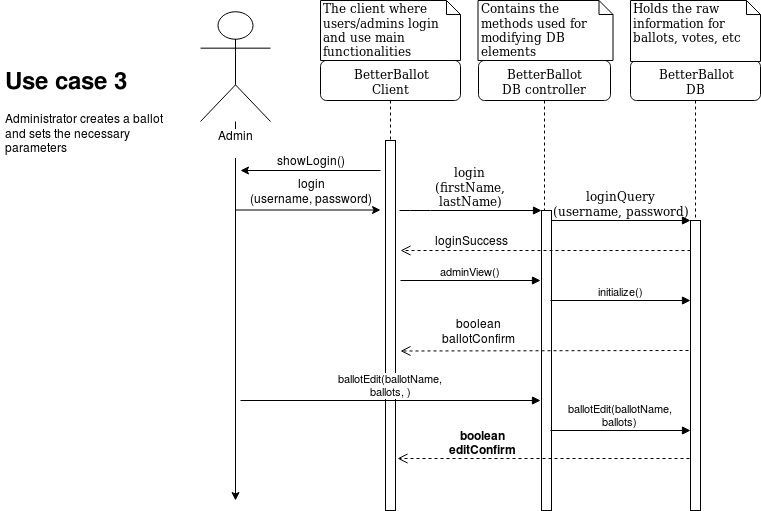 The client where
users/admins login
and use main
functionalities
Contains the
methods used for
modifying DB
elements
Holds the raw
information for
ballots, votes, etc
BetterBallot
Client
BetterBallot
DB controller
BetterBallot
DB
Use case 3
Administrator creates a ballot
and sets the necessary
parameters
Admin
showLogin()
login
(username, password)
login
(firstName,
lastName)
loginQuery
(username, password)
loginSuccess
adminView()
initialize()
boolean
ballotConfirm
ballotEdit(ballotName,
ballots, )
ballotEdit(ballotName,
ballots)
boolean
editConfirm